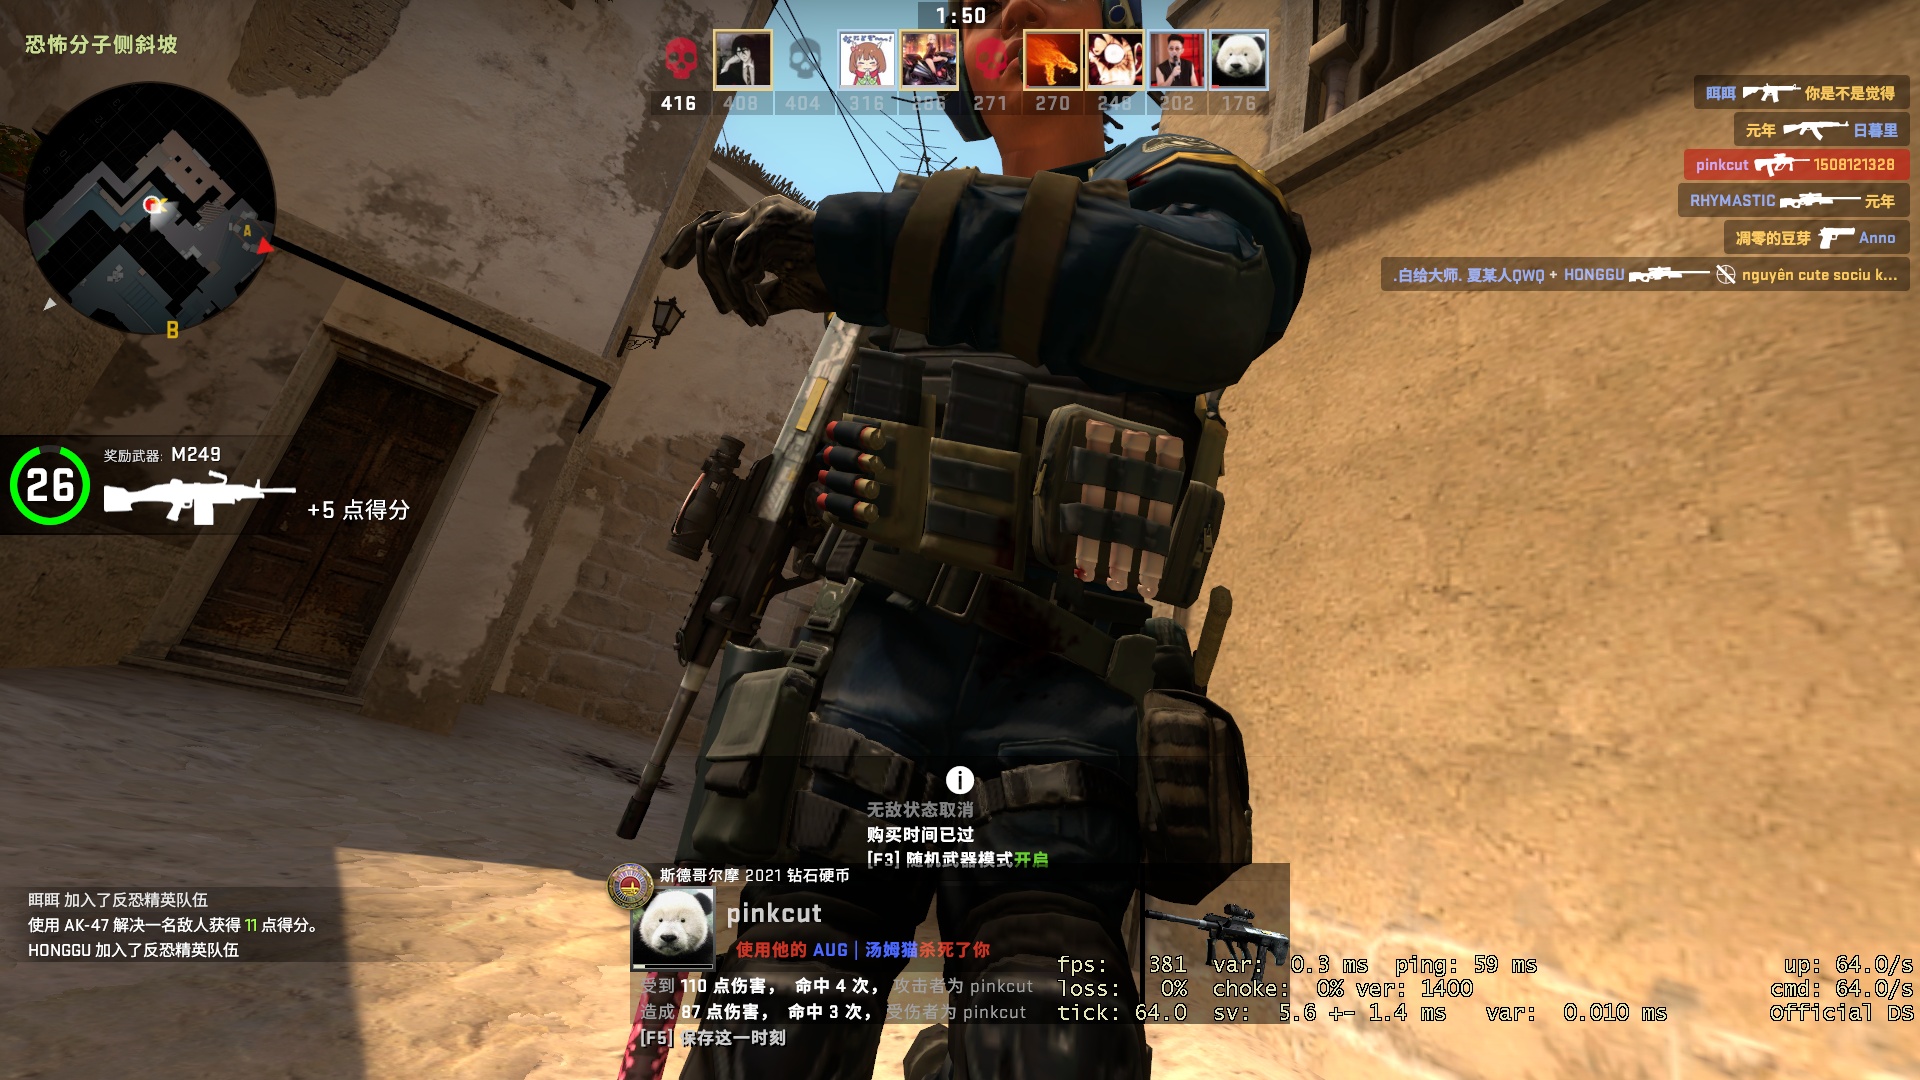 1:50
恐怖分子侧斜坡
416 408 404 316 286 271 270 248 202 176
眲眲 你是不是觉得
元年 日暮里
pinkcut 1508121328
RHYMASTIC 元年
凋零的豆芽 Anno
.白给大师. 夏某人QWQ + HONGGU nguyên cute sociu k...
A
B
26
奖励武器: M249
+5 点得分
无敌状态取消
购买时间已过
[F3] 随机武器模式开启
斯德哥尔摩 2021 钻石硬币
pinkcut
使用他的 AUG | 汤姆猫杀死了你
受到 110 点伤害， 命中 4 次， 攻击者为 pinkcut
造成 87 点伤害， 命中 3 次， 受伤者为 pinkcut
[F5] 保存这一时刻
眲眲 加入了反恐精英队伍
使用 AK-47 解决一名敌人获得 11 点得分。
HONGGU 加入了反恐精英队伍
fps: 381 var: 0.3 ms ping: 59 ms
loss: 0% choke: 0% ver: 1400
tick: 64.0 sv: 5.6 +- 1.4 ms var: 0.010 ms
up: 64.0/s
cmd: 64.0/s
Official DS